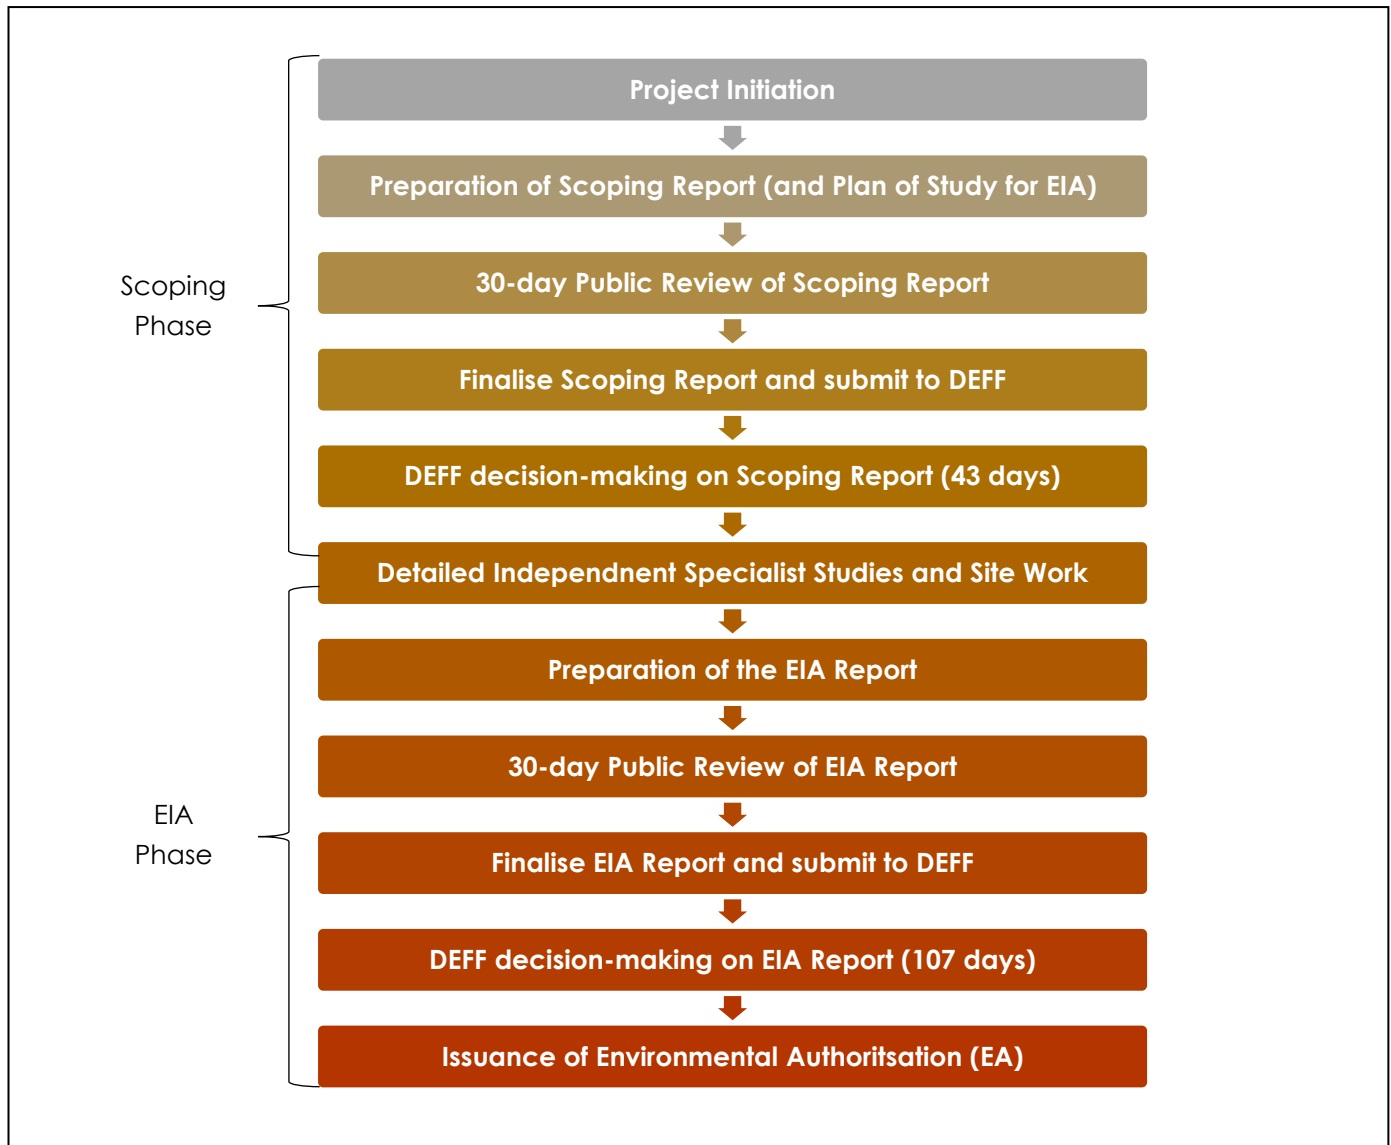 Project Initiation
Preparation of Scoping Report (and Plan of Study for EIA)
30-day Public Review of Scoping Report
Scoping
Phase
Finalise Scoping Report and submit to DEFF
DEFF decision-making on Scoping Report (43 days)
Detailed Independnent Specialist Studies and Site Work
Preparation of the EIA Report
30-day Public Review of EIA Report
EIA
Phase
Finalise EIA Report and submit to DEFF
DEFF decision-making on EIA Report (107 days)
Issuance of Environmental Authoritsation (EA)